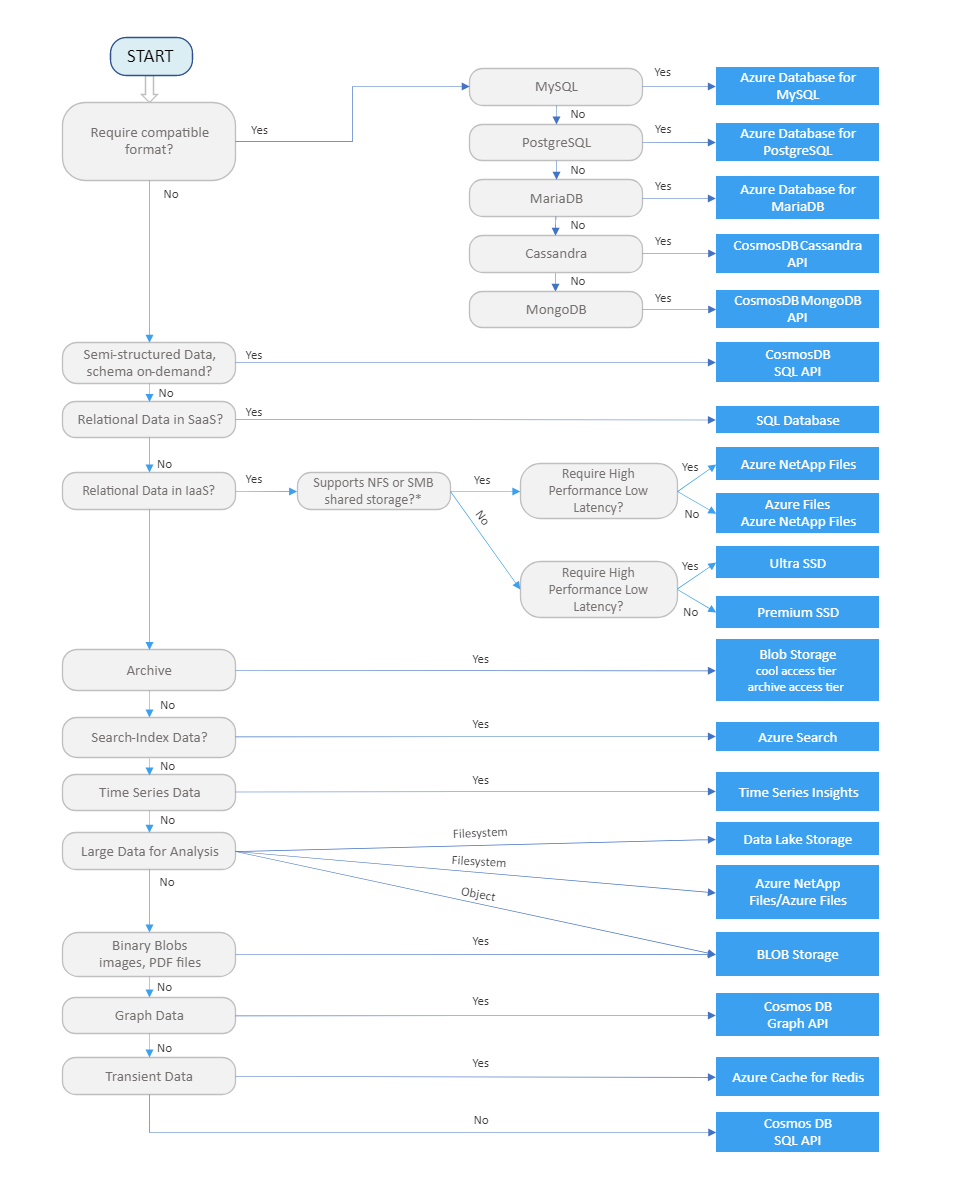 START
Require compatible
format?
Yes
No
MySQL
Yes
Azure Database for
MySQL
No
PostgreSQL
Yes
Azure Database for
PostgreSQL
No
MariaDB
Yes
Azure Database for
MariaDB
No
Cassandra
Yes
CosmosDB Cassandra
API
No
MongoDB
Yes
CosmosDB MongoDB
API
Semi-structured Data,
schema on-demand?
Yes
CosmosDB
SQL API
No
Relational Data in SaaS?
Yes
SQL Database
No
Relational Data in IaaS?
Yes
Supports NFS or SMB
shared storage?*
Yes
Require High
Performance Low
Latency?
Yes
Azure NetApp Files
No
Azure Files
Azure NetApp Files
No
Require High
Performance Low
Latency?
Yes
Ultra SSD
No
Premium SSD
Archive
Yes
Blob Storage
cool access tier
archive access tier
No
Search-Index Data?
Yes
Azure Search
No
Time Series Data
Yes
Time Series Insights
No
Large Data for Analysis
Filesystem
Data Lake Storage
Filesystem
Azure NetApp
Files/Azure Files
Object
No
Binary Blobs
images, PDF files
Yes
BLOB Storage
No
Graph Data
Yes
Cosmos DB
Graph API
No
Transient Data
Yes
Azure Cache for Redis
No
Cosmos DB
SQL API